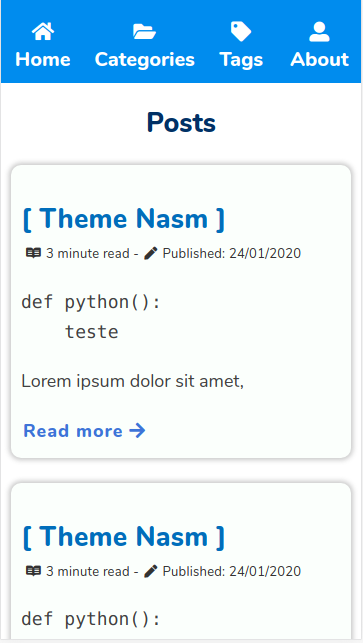 Home Categories Tags About
Posts
[ Theme Nasm ]
3 minute read - Published: 24/01/2020
def python():
    teste
Lorem ipsum dolor sit amet,
Read more
[ Theme Nasm ]
3 minute read - Published: 24/01/2020
def python():